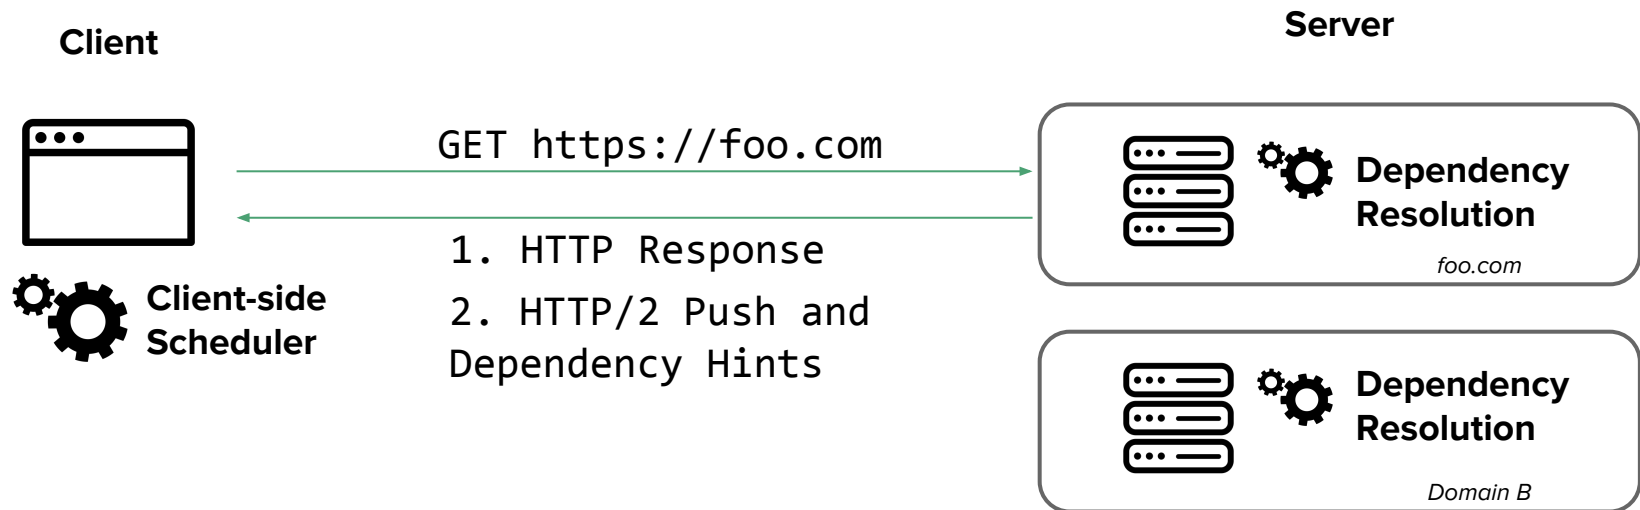 Client
Server
GET https://foo.com
1. HTTP Response
2. HTTP/2 Push and
Dependency Hints
Client-side
Scheduler
Dependency
Resolution
foo.com
Dependency
Resolution
Domain B